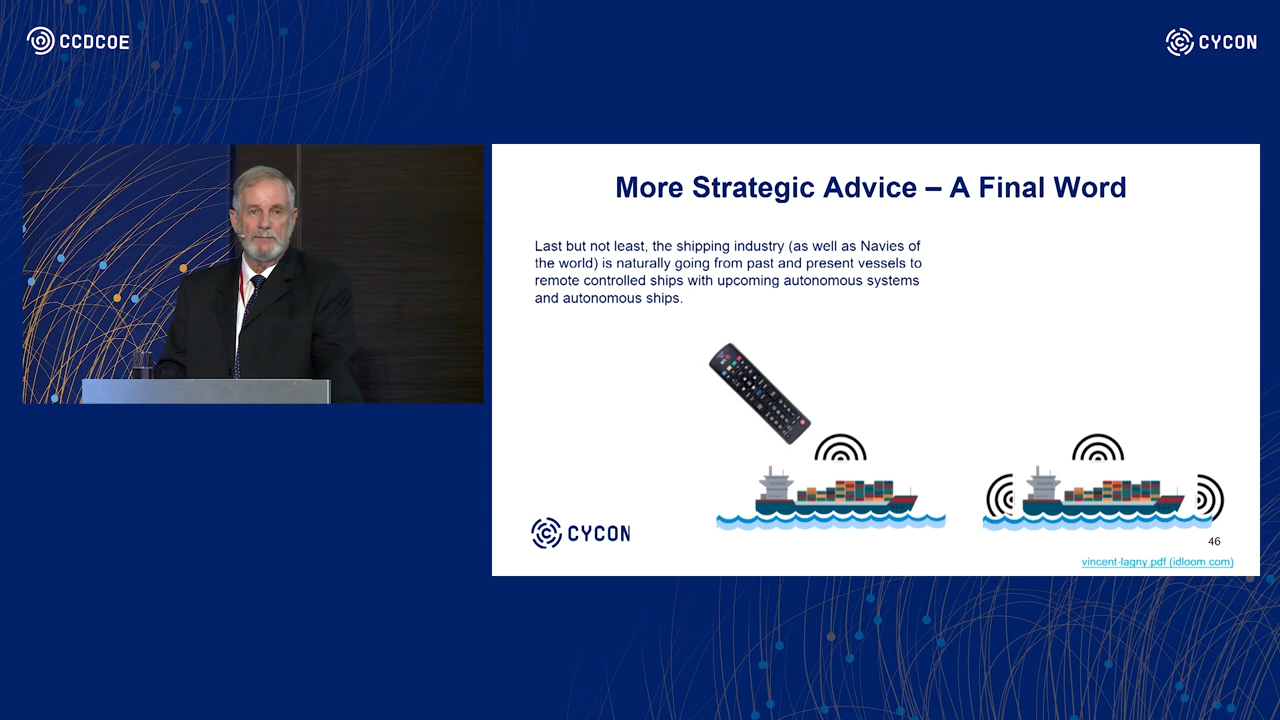 CCDCOE
CYCON
More Strategic Advice – A Final Word
Last but not least, the shipping industry (as well as Navies of
the world) is naturally going from past and present vessels to
remote controlled ships with upcoming autonomous systems
and autonomous ships.
CYCON
46
vincent-lagny.pdf (idloom.com)